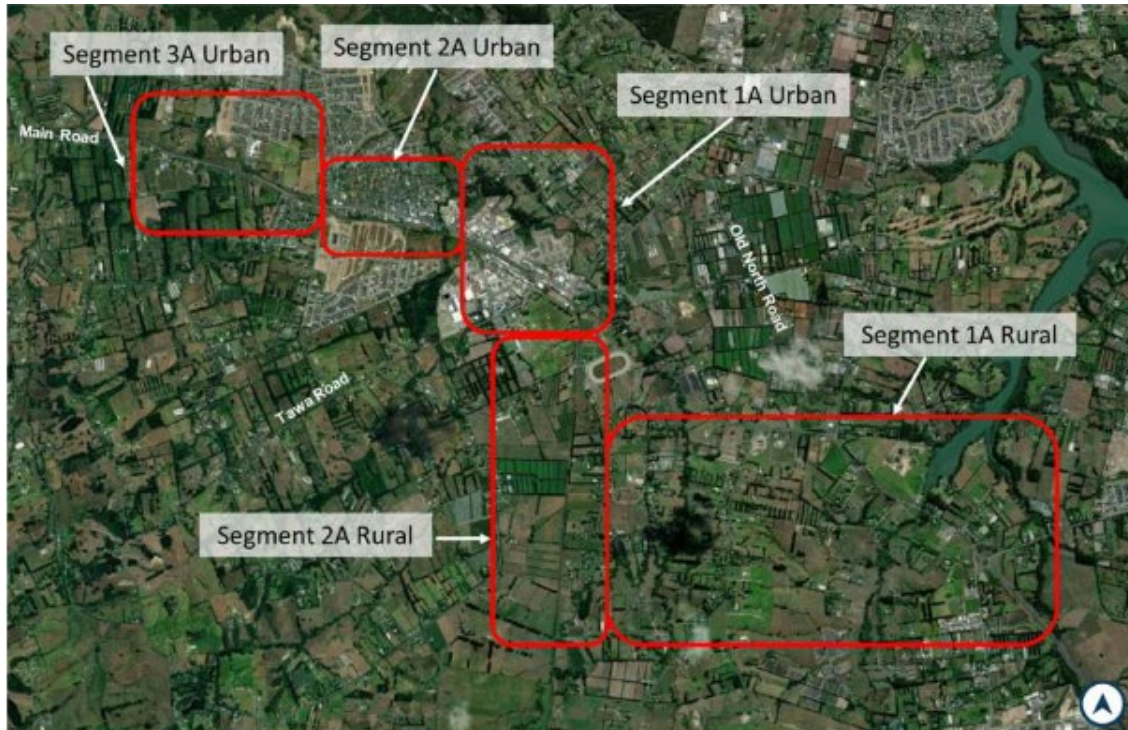 Segment 2A Urban
Segment 3A Urban
Segment 1A Urban
Main Road
Old North Road
Segment 1A Rural
Tawa Road
Segment 2A Rural